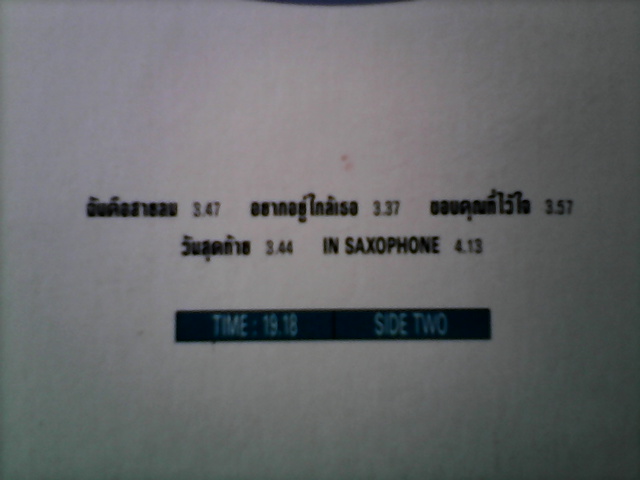 ฉันคือสายลม 3.47 อยากอยู่ใกล้เธอ 3.37 ขอบคุณที่ไว้ใจ 3.57
วันสุดท้าย 3.44 IN SAXOPHONE 4.13
TIME : 19.18 SIDE TWO